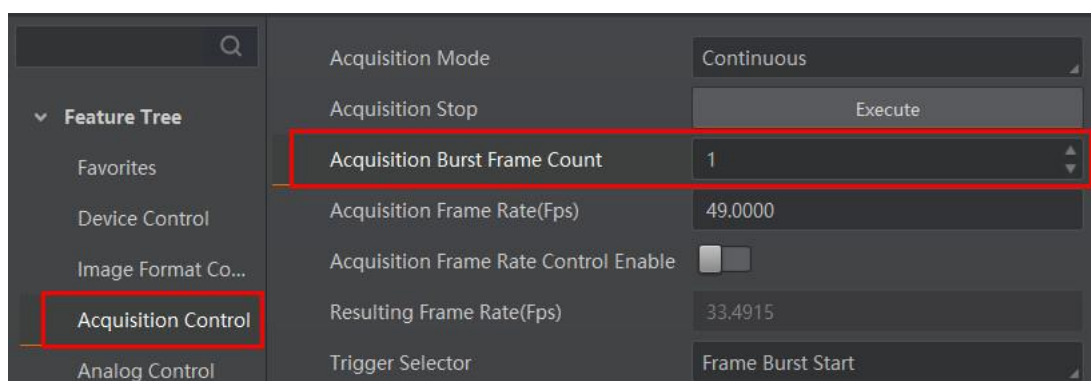 Feature Tree
Favorites
Device Control
Image Format Co...
Acquisition Control
Analog Control
Acquisition Mode Continuous
Acquisition Stop Execute
Acquisition Burst Frame Count 1
Acquisition Frame Rate(Fps) 49.0000
Acquisition Frame Rate Control Enable
Resulting Frame Rate(Fps) 33.4915
Trigger Selector Frame Burst Start